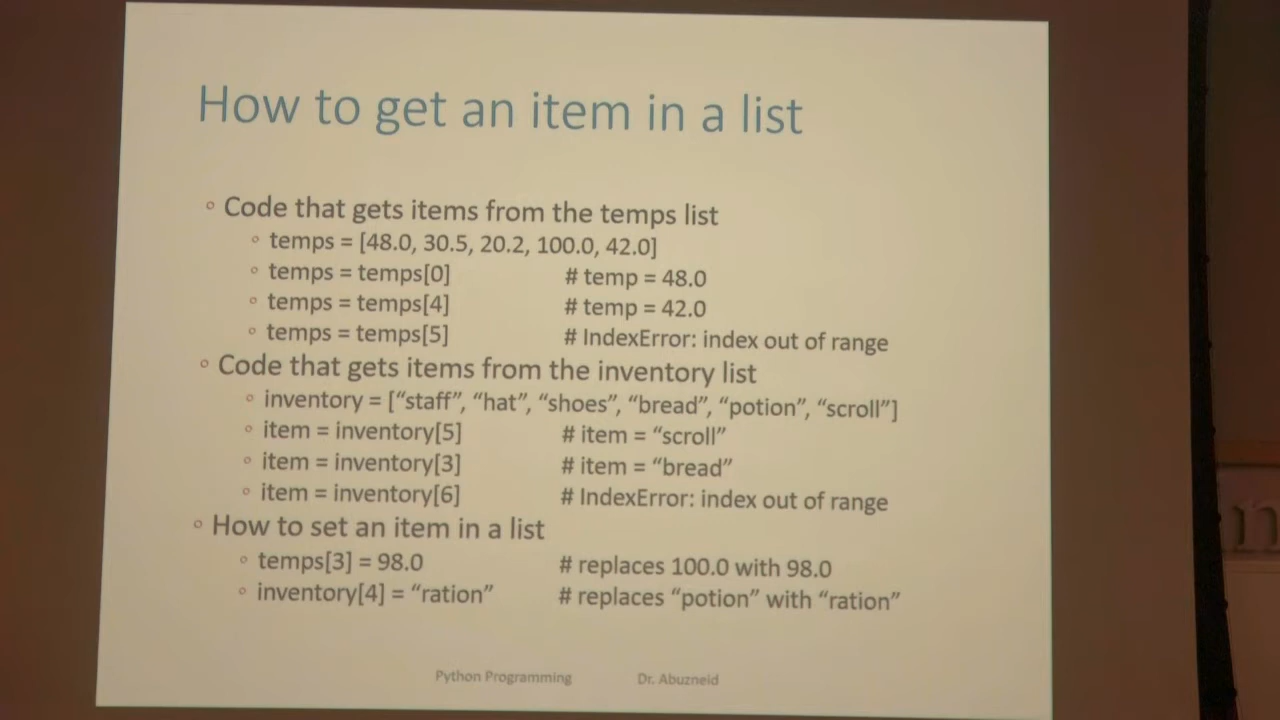 How to get an item in a list
◦ Code that gets items from the temps list
◦ temps = [48.0, 30.5, 20.2, 100.0, 42.0]
◦ temps = temps[0] # temp = 48.0
◦ temps = temps[4] # temp = 42.0
◦ temps = temps[5] # IndexError: index out of range
◦ Code that gets items from the inventory list
◦ inventory = [“staff”, “hat”, “shoes”, “bread”, “potion”, “scroll”]
◦ item = inventory[5] # item = “scroll”
◦ item = inventory[3] # item = “bread”
◦ item = inventory[6] # IndexError: index out of range
◦ How to set an item in a list
◦ temps[3] = 98.0 # replaces 100.0 with 98.0
◦ inventory[4] = “ration” # replaces “potion” with “ration”
Python Programming Dr. Abuzneid